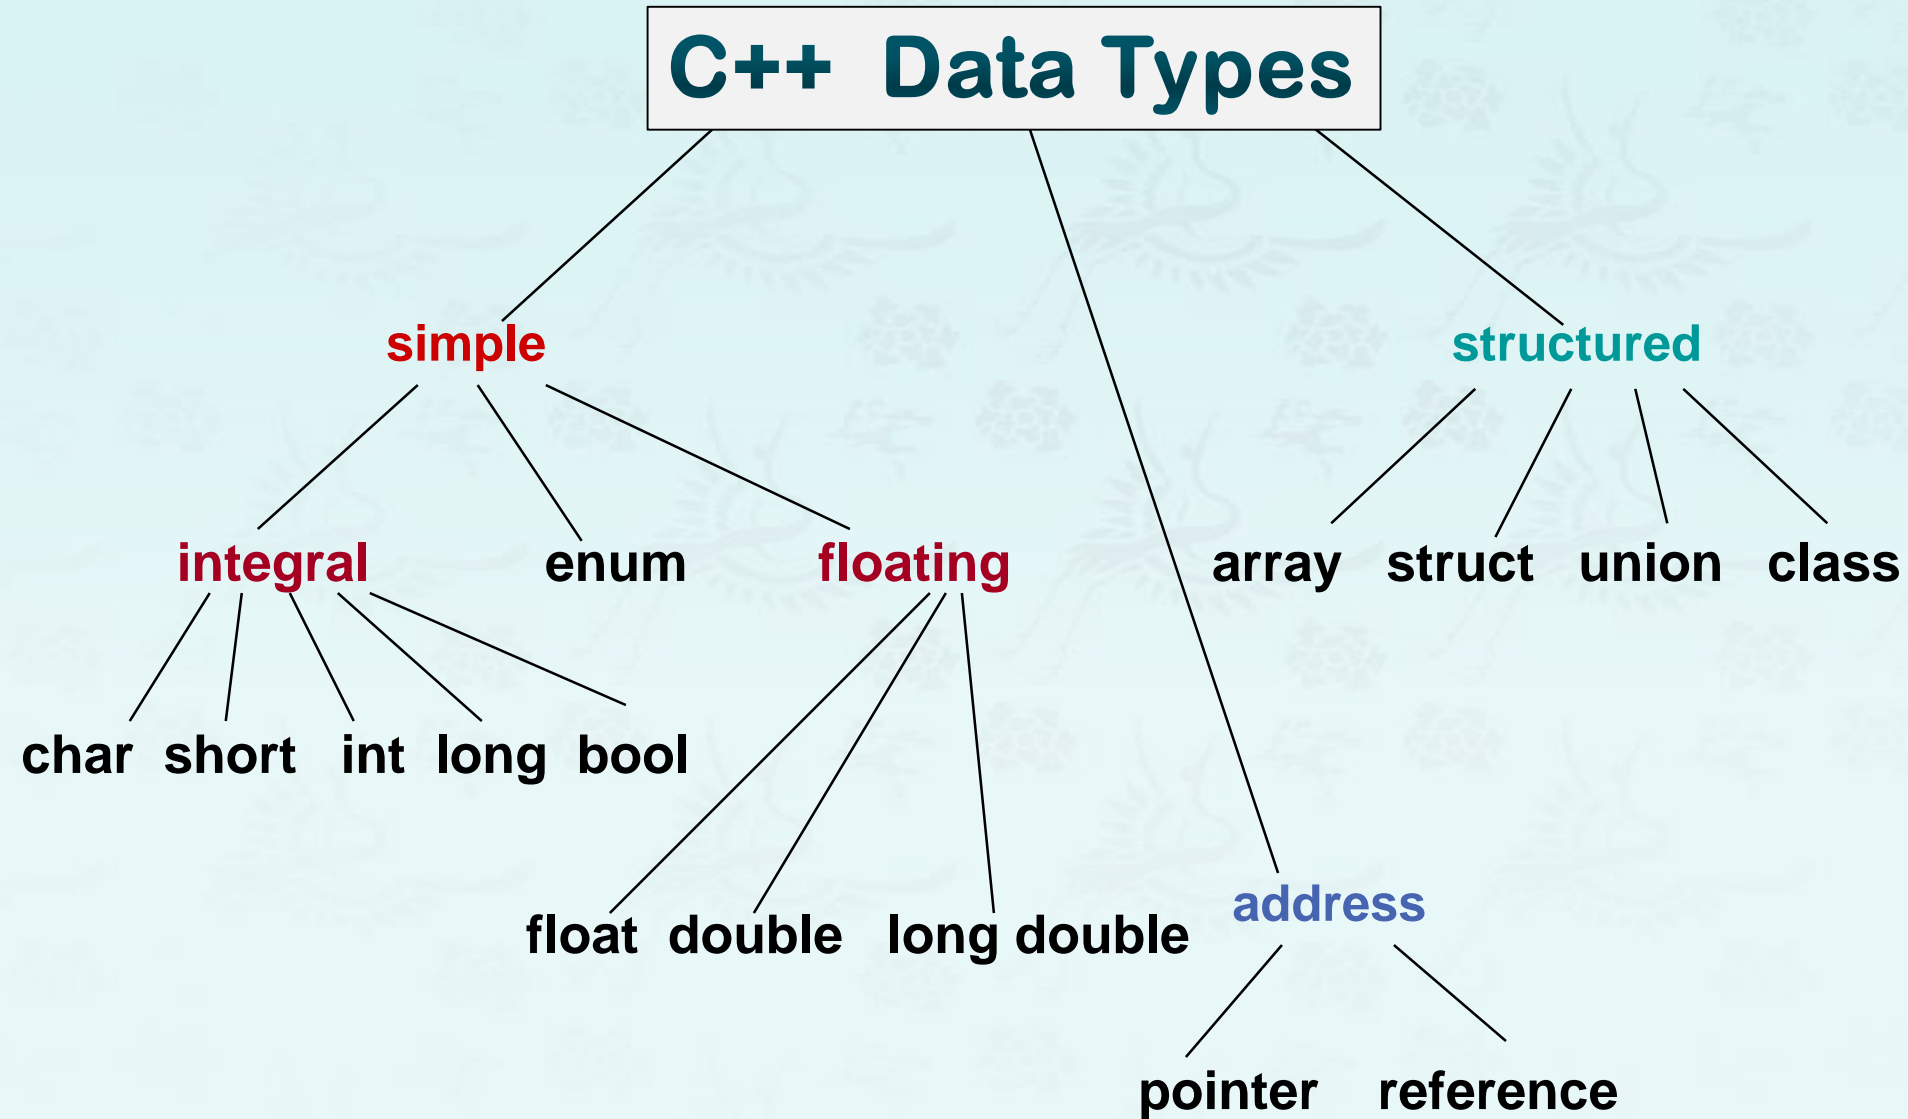 C++ Data Types
simple
structured
integral enum floating
array struct union class
char short int long bool
address
float double long double
pointer reference